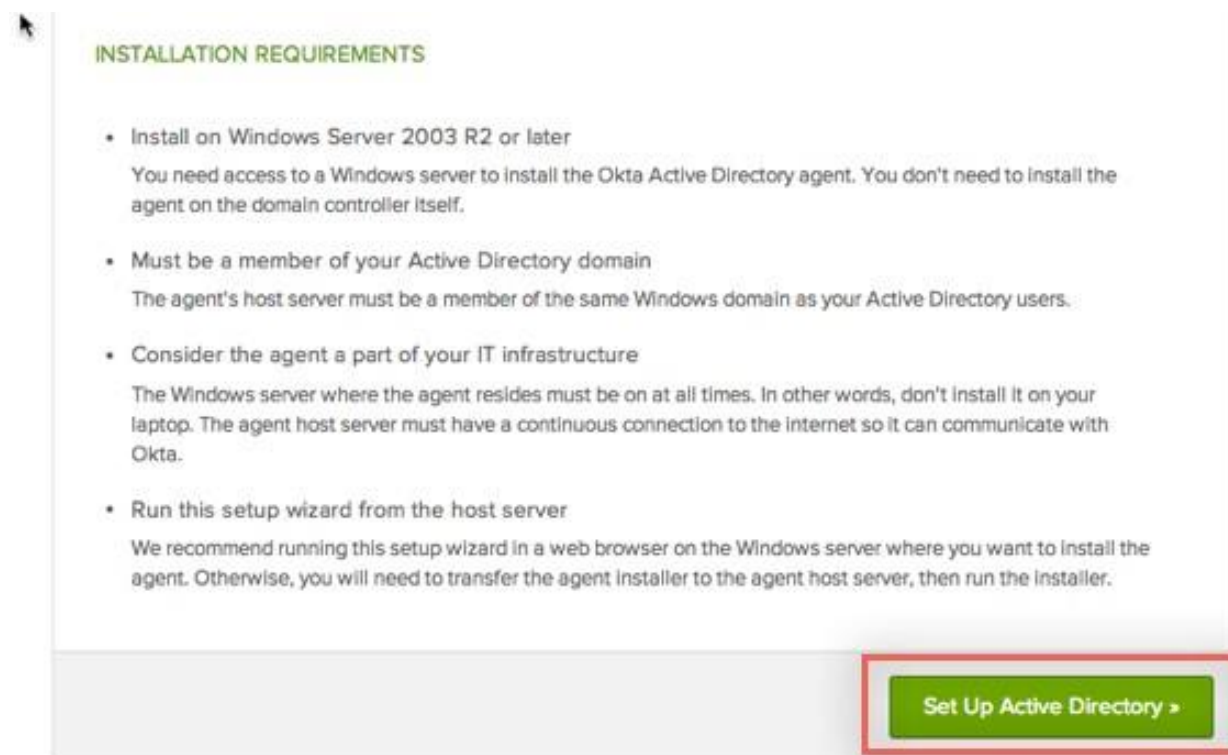 INSTALLATION REQUIREMENTS
• Install on Windows Server 2003 R2 or later
You need access to a Windows server to install the Okta Active Directory agent. You don't need to install the
agent on the domain controller itself.
• Must be a member of your Active Directory domain
The agent's host server must be a member of the same Windows domain as your Active Directory users.
• Consider the agent a part of your IT infrastructure
The Windows server where the agent resides must be on at all times. In other words, don't install it on your
laptop. The agent host server must have a continuous connection to the internet so it can communicate with
Okta.
• Run this setup wizard from the host server
We recommend running this setup wizard in a web browser on the Windows server where you want to install the
agent. Otherwise, you will need to transfer the agent installer to the agent host server, then run the installer.
Set Up Active Directory »